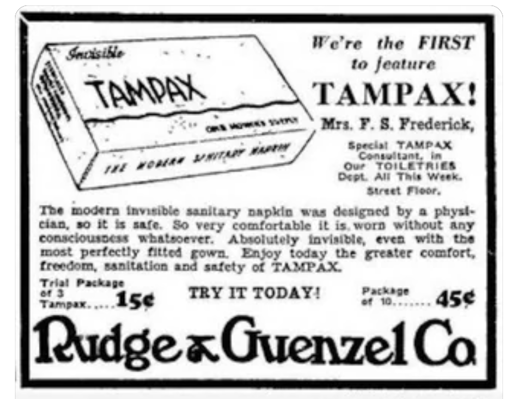 We're the FIRST
to feature
TAMPAX!
Mrs. F. S. Frederick,
Special TAMPAX
Consultant, in
Our TOILETRIES
Dept. All This Week.
Street Floor.
Invisible
TAMPAX
ONE MONTH'S SUPPLY
THE MODERN SANITARY NAPKIN
The modern invisible sanitary napkin was designed by a physi-
cian, so it is safe. So very comfortable it is worn without any
consciousness whatsoever. Absolutely invisible, even with the
most perfectly fitted gown. Enjoy today the greater comfort,
freedom, sanitation and safety of TAMPAX.
Trial Package
of 3
Tampax..... 15¢
TRY IT TODAY!
Package
of 10....... 45¢
Rudge & Guenzel Co